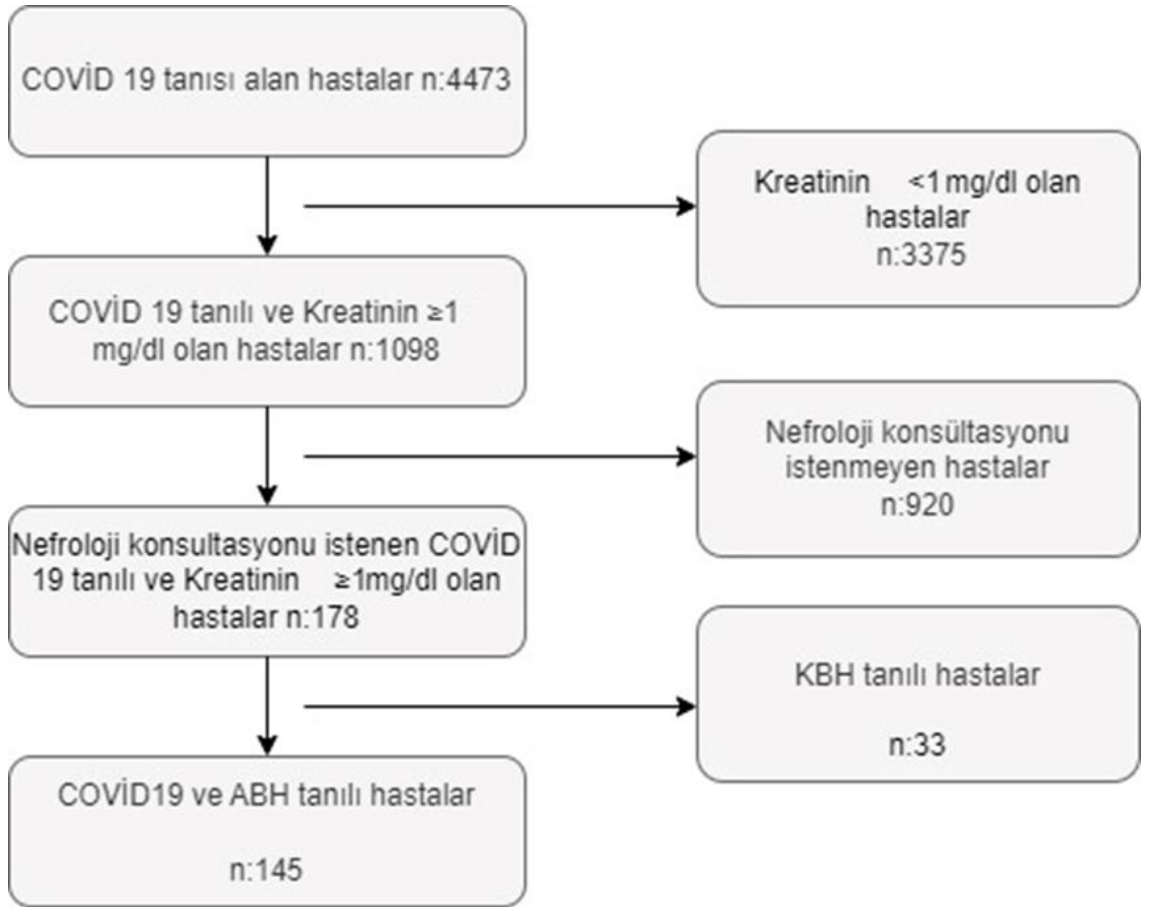 COVİD 19 tanısı alan hastalar n:4473
Kreatinin <1 mg/dl olan
hastalar
n:3375
COVİD 19 tanılı ve Kreatinin ≥1
mg/dl olan hastalar n:1098
Nefroloji konsültasyonu
istenmeyen hastalar
n:920
Nefroloji konsultasyonu istenen COVİD
19 tanılı ve Kreatinin ≥1mg/dl olan
hastalar n:178
KBH tanılı hastalar
n:33
COVİD19 ve ABH tanılı hastalar
n:145